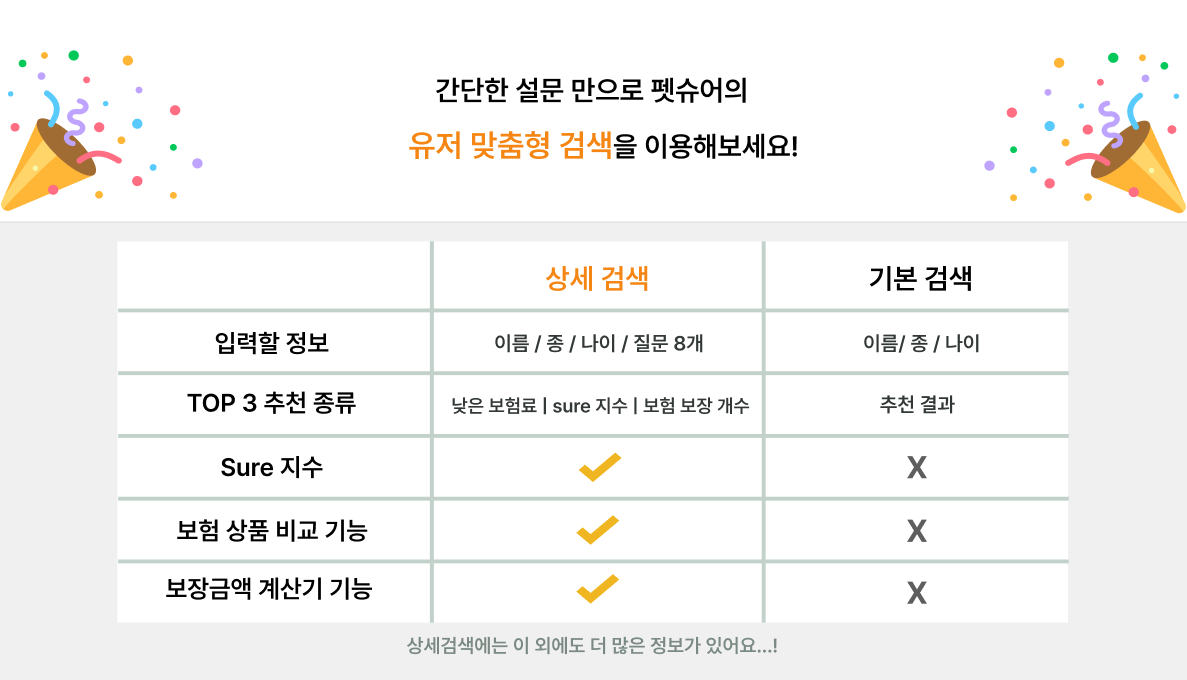 간단한 설문 만으로 펫슈어의
유저 맞춤형 검색을 이용해보세요!
상세 검색 기본 검색
입력할 정보 이름 / 종 / 나이 / 질문 8개 이름/ 종 / 나이
TOP 3 추천 종류 낮은 보험료 | sure 지수 | 보험 보장 개수 추천 결과
Sure 지수 X
보험 상품 비교 기능 X
보장금액 계산기 기능 X
상세검색에는 이 외에도 더 많은 정보가 있어요...!